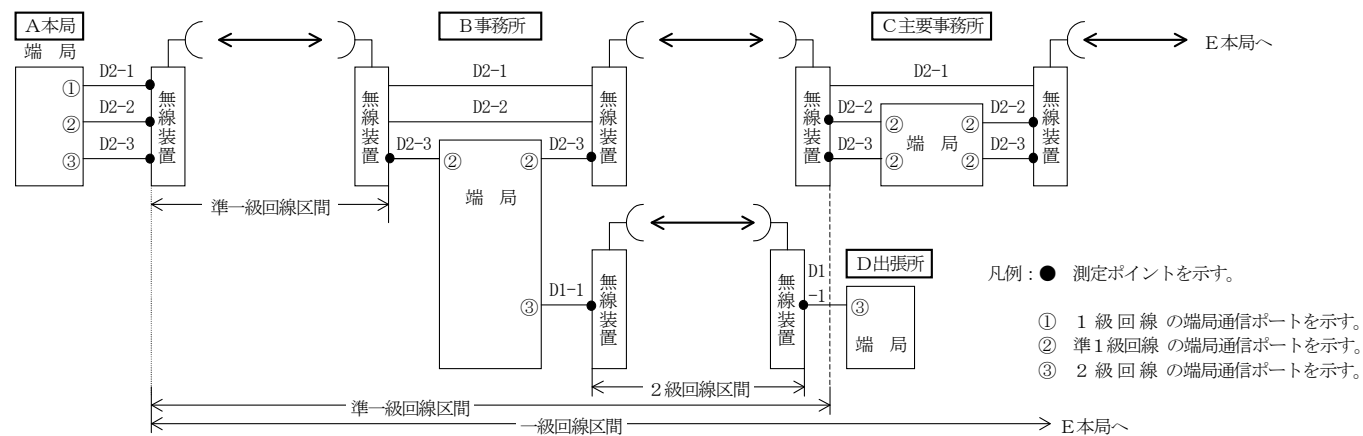 A本局
端 局
B事務所
C主要事務所
E本局へ
D2-1
D2-2
D2-3
①
②
③
無線装置
無線装置
D2-1
D2-2
D2-3
②
②
D2-3
端 局
無線装置
無線装置
D2-1
D2-2
D2-3
②
②
端 局
②
②
D2-2
D2-3
無線装置
準一級回線区間
③
D1-1
無線装置
無線装置
D1
-1
D出張所
③
端 局
2級回線区間
準一級回線区間
一級回線区間
E本局へ
凡例:● 測定ポイントを示す。
① 1級回線 の端局通信ポートを示す。
② 準1級回線 の端局通信ポートを示す。
③ 2級回線 の端局通信ポートを示す。